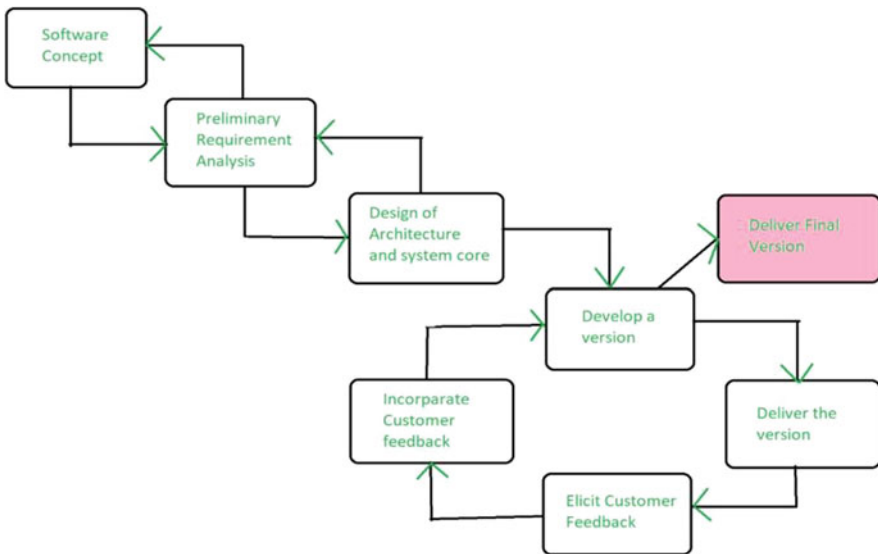 Software
Concept
Preliminary
Requirement
Analysis
Design of
Architecture
and system core
Deliver Final
Version
Develop a
version
Incorparate
Customer
feedback
Deliver the
version
Elicit Customer
Feedback